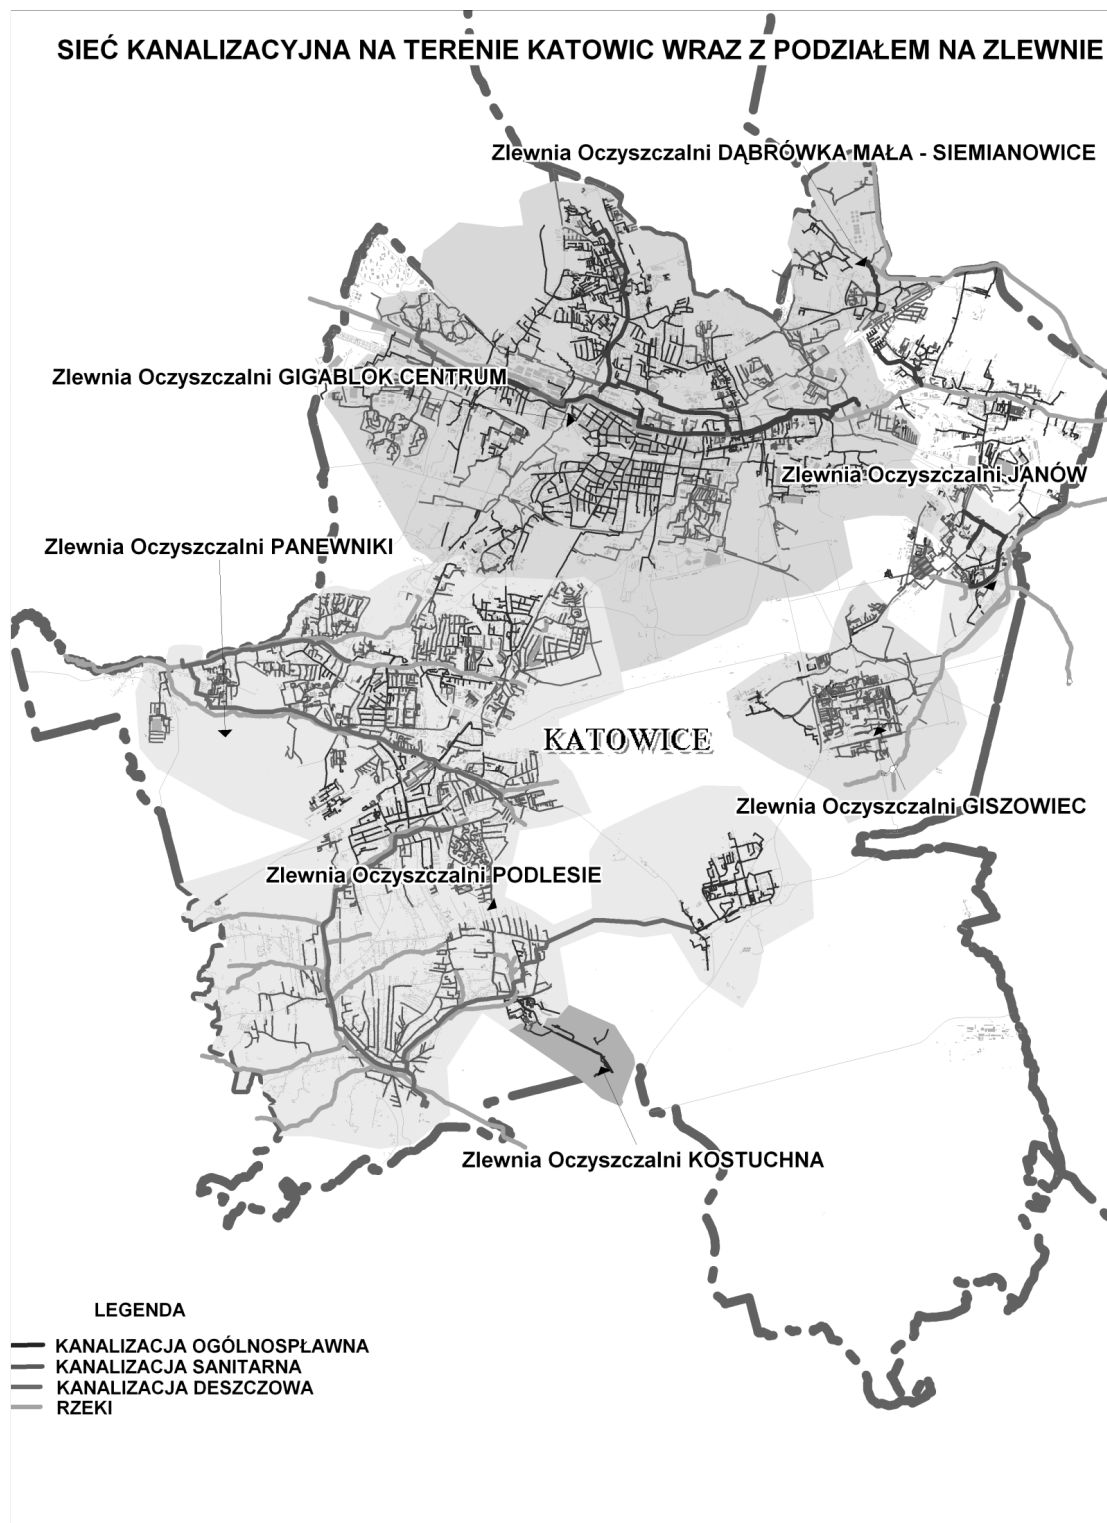 SIEĆ KANALIZACYJNA NA TERENIE KATOWIC WRAZ Z PODZIAŁEM NA ZLEWNIE
Zlewnia Oczyszczalni DĄBRÓWKA MAŁA - SIEMIANOWICE
Zlewnia Oczyszczalni GIGABLOK CENTRUM
Zlewnia Oczyszczalni JANÓW
Zlewnia Oczyszczalni PANEWNIKI
KATOWICE
Zlewnia Oczyszczalni GISZOWIEC
Zlewnia Oczyszczalni PODLESIE
Zlewnia Oczyszczalni KOSTUCHNA
LEGENDA
KANALIZACJA OGÓLNOSPŁAWNA
KANALIZACJA SANITARNA
KANALIZACJA DESZCZOWA
RZEKI